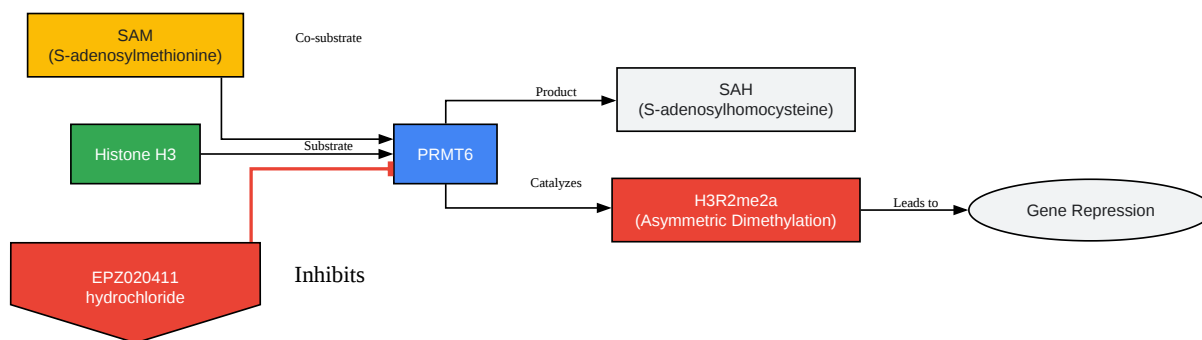 SAM
(S-adenosylmethionine)
Co-substrate
Histone H3
Substrate
PRMT6
Product
SAH
(S-adenosylhomocysteine)
Catalyzes
H3R2me2a
(Asymmetric Dimethylation)
Leads to
Gene Repression
EPZ020411
hydrochloride
Inhibits